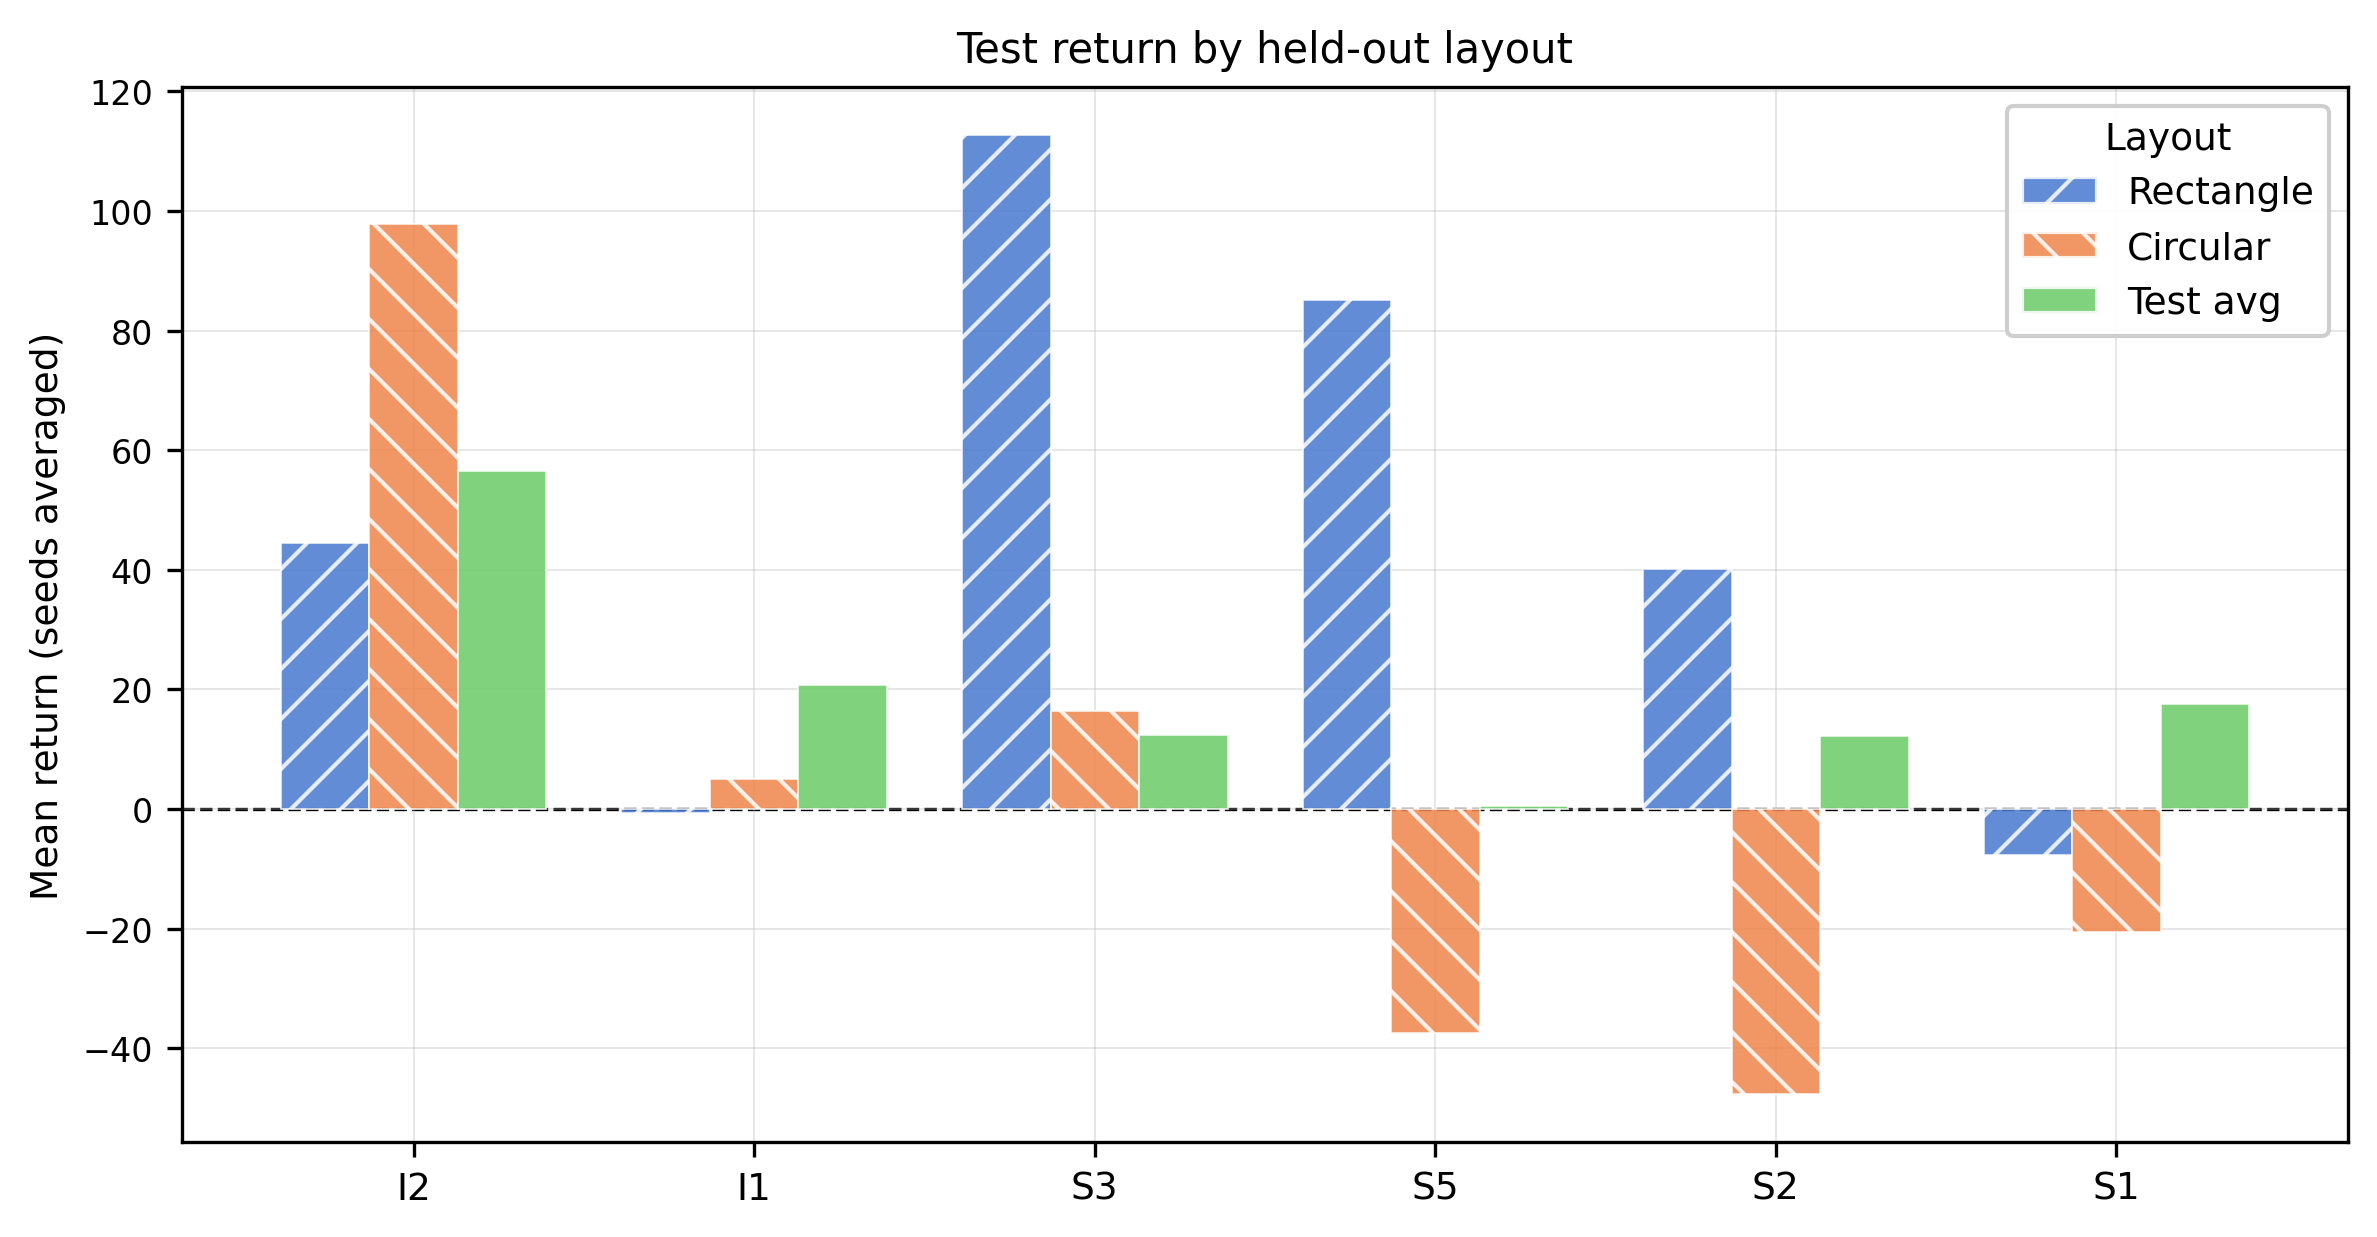 Test return by held-out layout
Mean return (seeds averaged)
120
100
80
60
40
20
0
−20
−40
Layout
Rectangle
Circular
Test avg
I2
I1
S3
S5
S2
S1